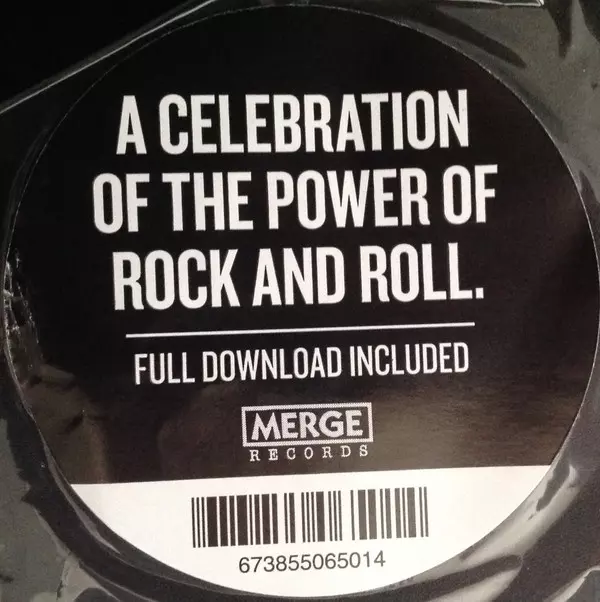 A CELEBRATION
OF THE POWER OF
ROCK AND ROLL.
FULL DOWNLOAD INCLUDED
MERGE
RECORDS
673855065014